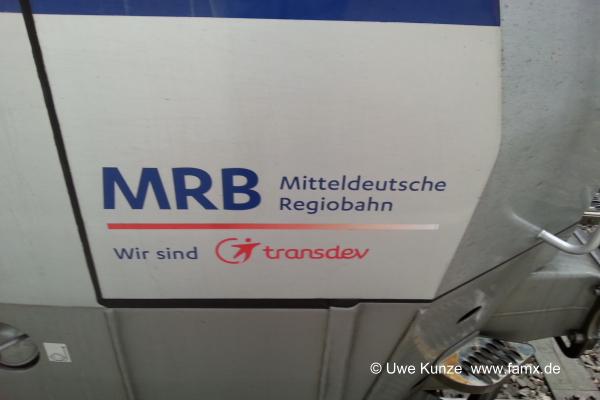 MRB Mitteldeutsche
Regiobahn
Wir sind transdev
© Uwe Kunze www.famx.de